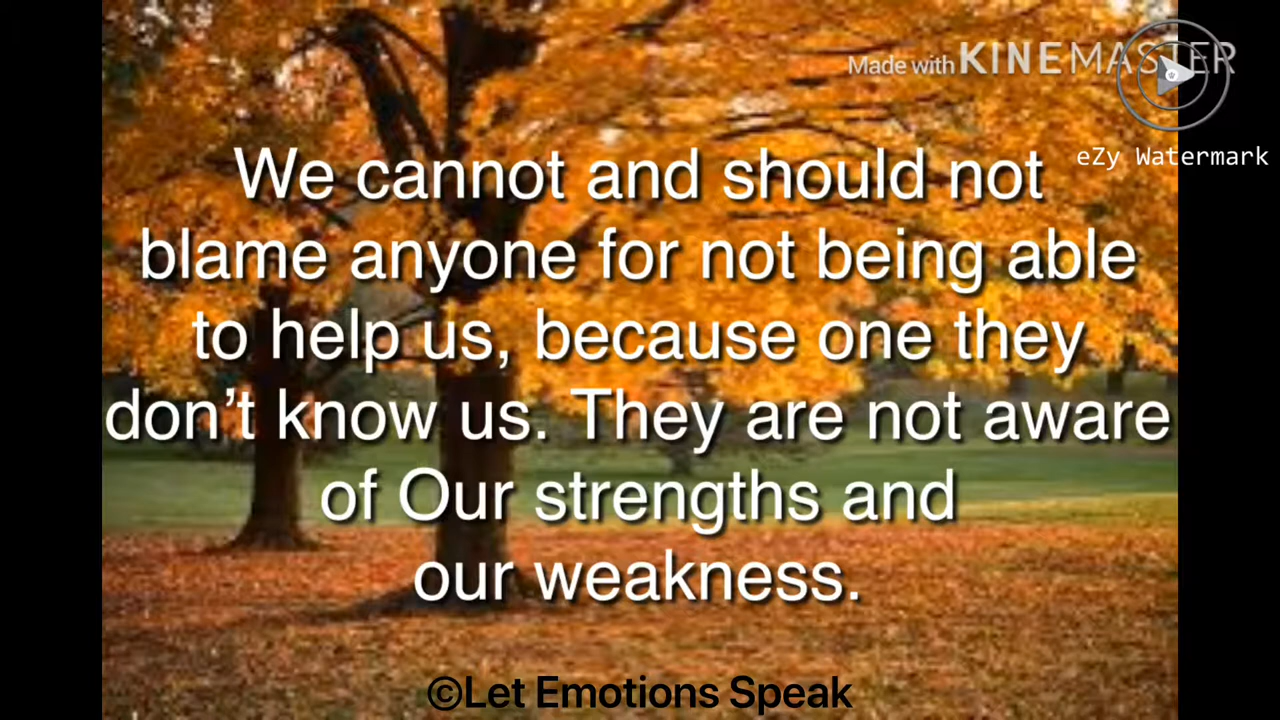 Made with KINEMASTER
eZy Watermark
We cannot and should not
blame anyone for not being able
to help us, because one they
don’t know us. They are not aware
of Our strengths and
our weakness.
©Let Emotions Speak